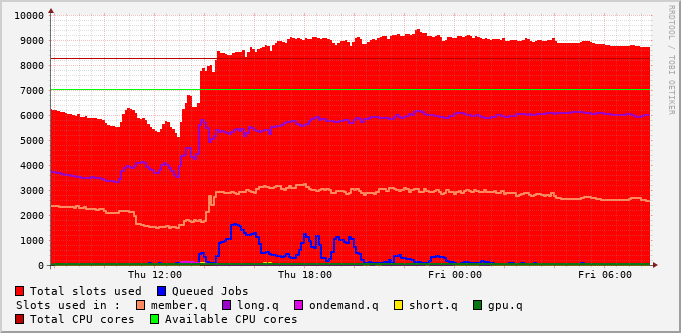 RRDTOOL / TOBI OETIKER
10000
9000
8000
7000
6000
5000
4000
3000
2000
1000
0
Thu 12:00 Thu 18:00 Fri 00:00 Fri 06:00
Total slots used Queued Jobs
Slots used in : member.q long.q ondemand.q short.q gpu.q
Total CPU cores Available CPU cores